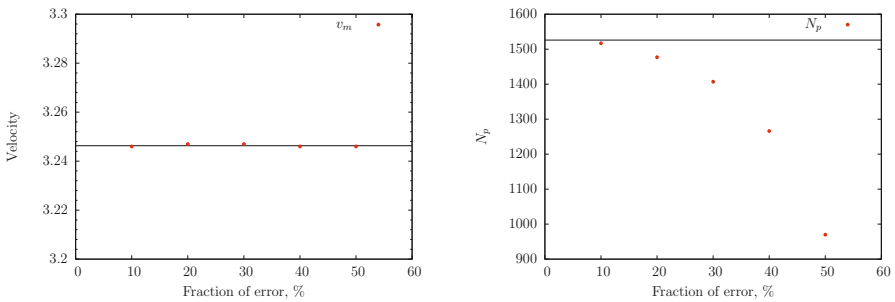 3.3
3.28
3.26
3.24
3.22
3.2
Velocity
v_m
0 10 20 30 40 50 60
Fraction of error, %
1600
1500
1400
1300
1200
1100
1000
900
N_p
N_p
0 10 20 30 40 50 60
Fraction of error, %